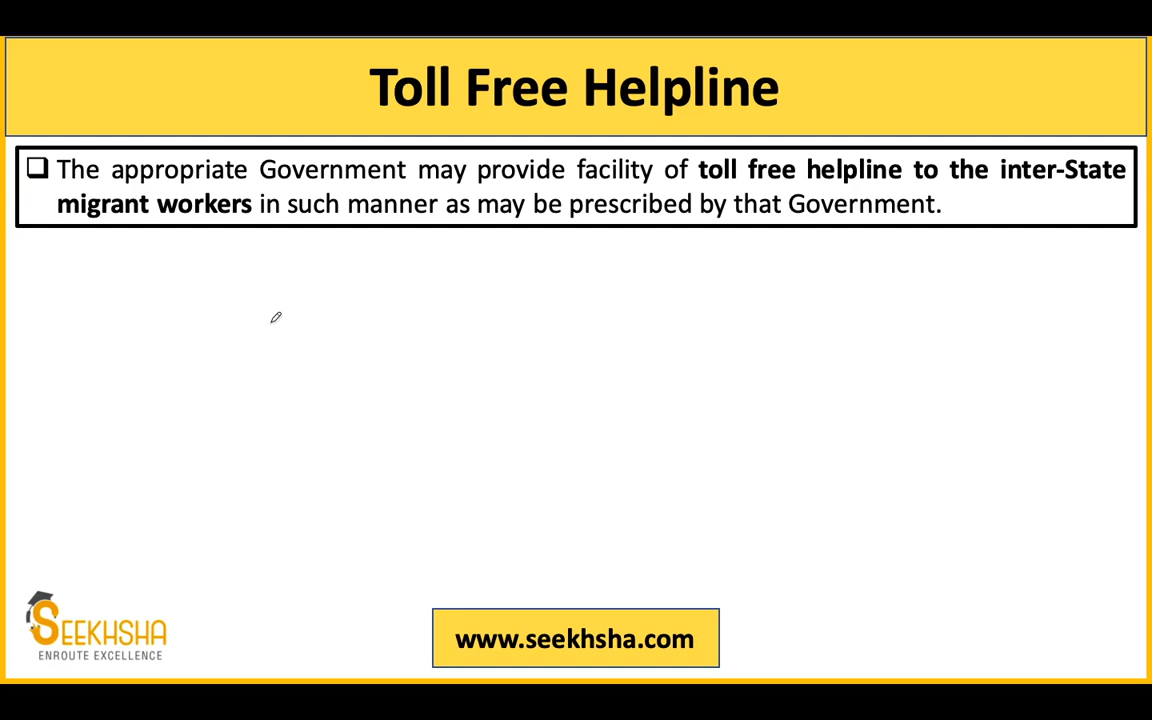 Toll Free Helpline
❑ The appropriate Government may provide facility of toll free helpline to the inter-State
migrant workers in such manner as may be prescribed by that Government.
SEEKHSHA
ENROUTE EXCELLENCE
www.seekhsha.com